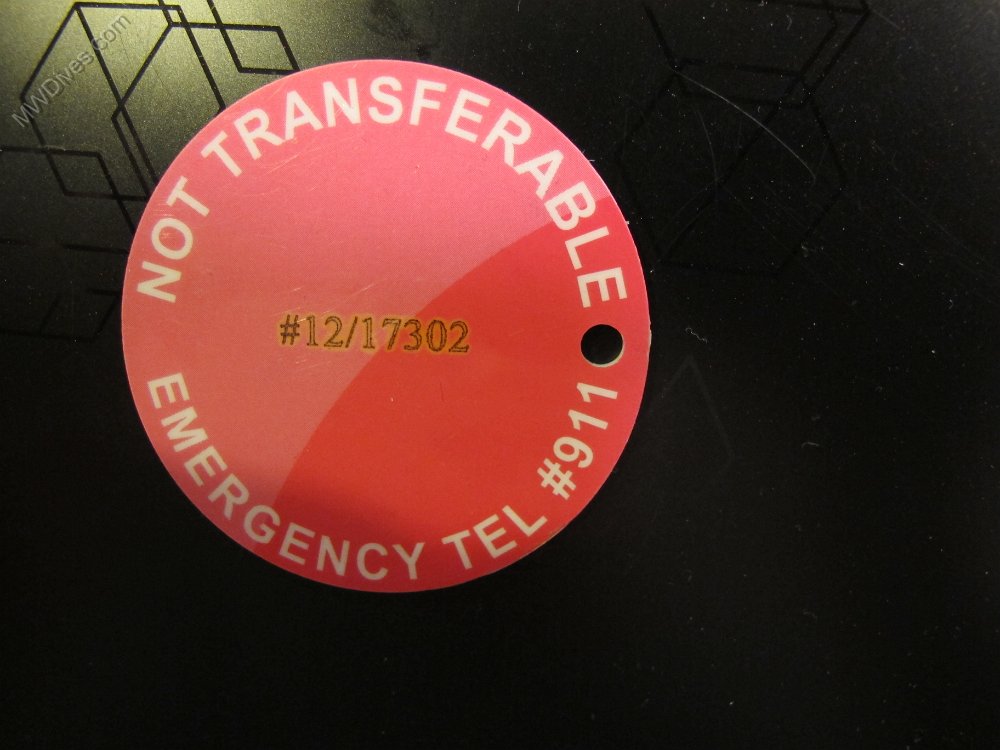 MWDives.com
NOT TRANSFERABLE
#12/17302
EMERGENCY TEL #911